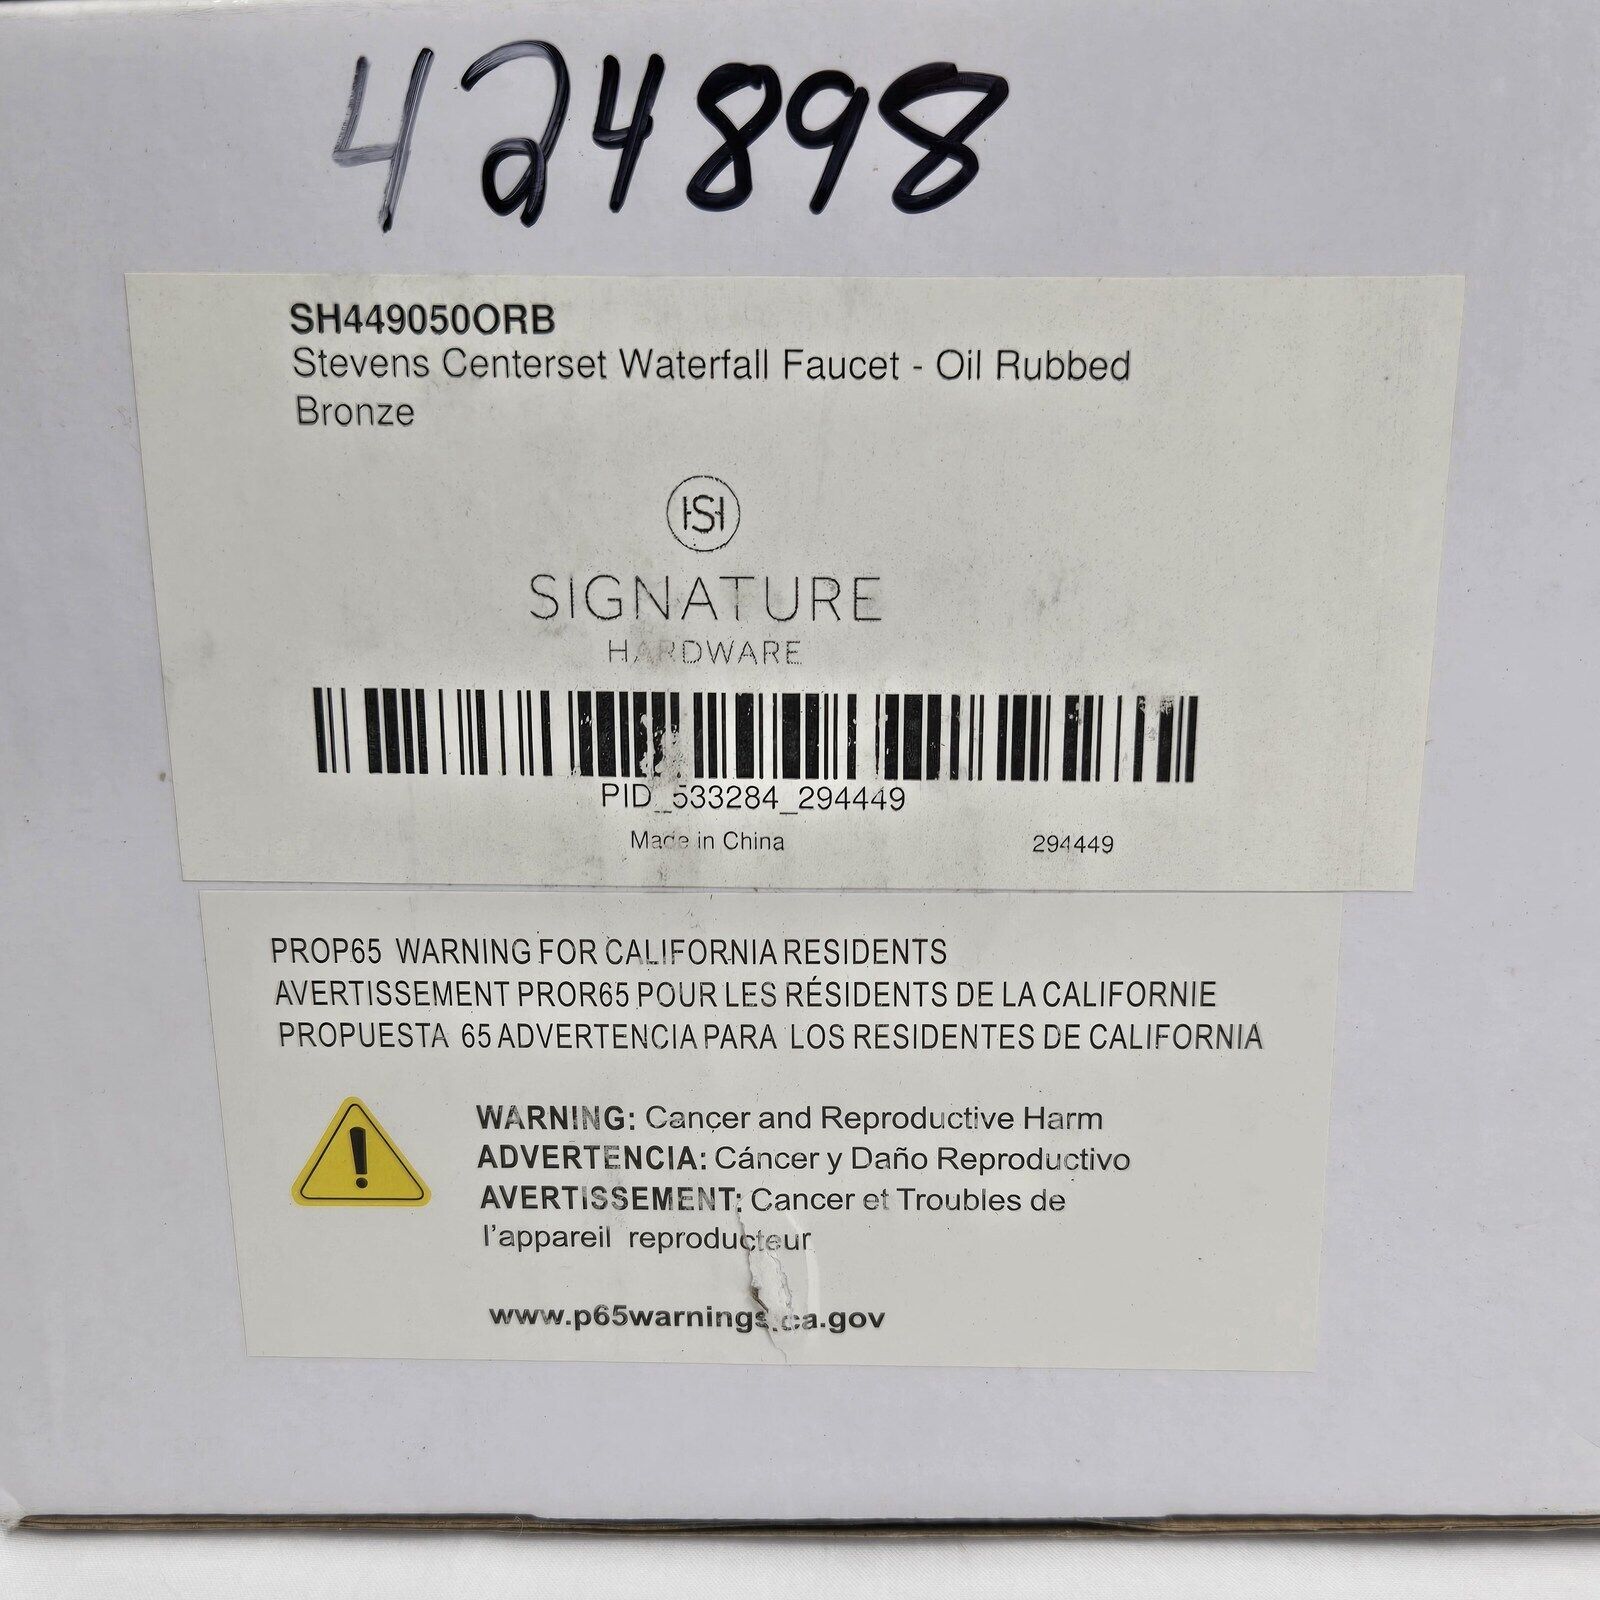 424898
SH449050ORB
Stevens Centerset Waterfall Faucet - Oil Rubbed
Bronze
SH
SIGNATURE
HARDWARE
PID_533284_294449
Made in China 294449
PROP65 WARNING FOR CALIFORNIA RESIDENTS
AVERTISSEMENT PROR65 POUR LES RÉSIDENTS DE LA CALIFORNIE
PROPUESTA 65 ADVERTENCIA PARA LOS RESIDENTES DE CALIFORNIA
WARNING: Cancer and Reproductive Harm
ADVERTENCIA: Cáncer y Daño Reproductivo
AVERTISSEMENT: Cancer et Troubles de
l'appareil reproducteur
www.p65warnings.ca.gov